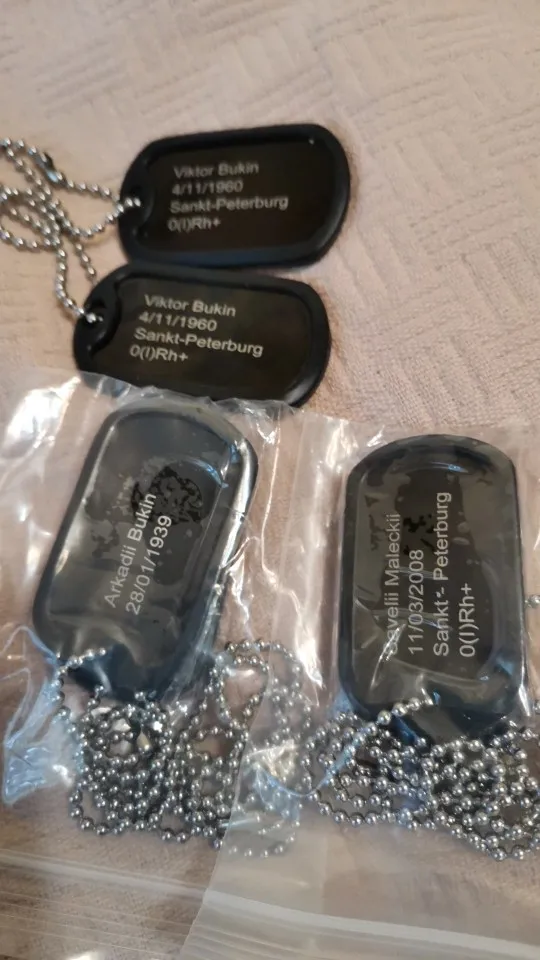 Viktor Bukin
4/11/1960
Sankt-Peterburg
0(I)Rh+
Viktor Bukin
4/11/1960
Sankt-Peterburg
0(I)Rh+
Arkadii Bukin
28/01/1939
Maleckii
11/03/2008
Sankt - Peterburg
0(I)Rh+